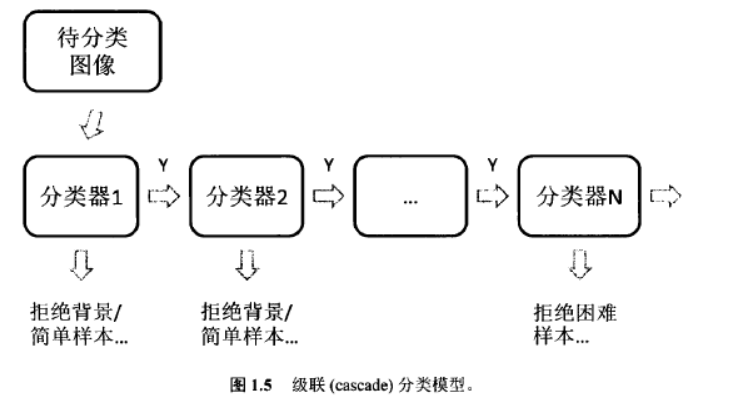 待分类
图像
Y
Y
Y
分类器1
分类器2
...
分类器N
拒绝背景/
简单样本...
拒绝背景/
简单样本...
拒绝困难
样本...
图 1.5 级联 (cascade) 分类模型。